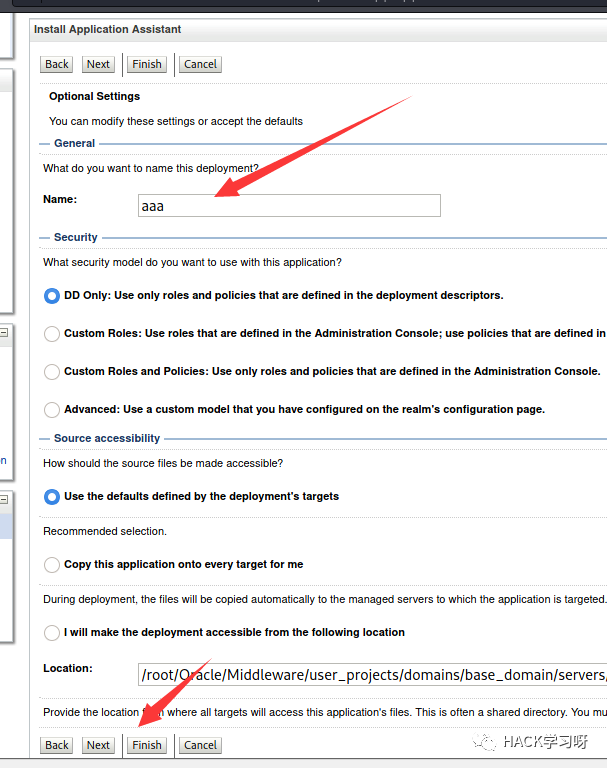 Install Application Assistant
Back Next Finish Cancel
Optional Settings
You can modify these settings or accept the defaults
General
What do you want to name this deployment?
Name: aaa
Security
What security model do you want to use with this application?
DD Only: Use only roles and policies that are defined in the deployment descriptors.
Custom Roles: Use roles that are defined in the Administration Console; use policies that are defined in
Custom Roles and Policies: Use only roles and policies that are defined in the Administration Console.
Advanced: Use a custom model that you have configured on the realm's configuration page.
Source accessibility
How should the source files be made accessible?
Use the defaults defined by the deployment's targets
Recommended selection.
Copy this application onto every target for me
During deployment, the files will be copied automatically to the managed servers to which the application is targeted.
I will make the deployment accessible from the following location
Location: /root/Oracle/Middleware/user_projects/domains/base_domain/servers/
Provide the location from where all targets will access this application's files. This is often a shared directory. You mu
Back Next Finish Cancel
HACK学习呀